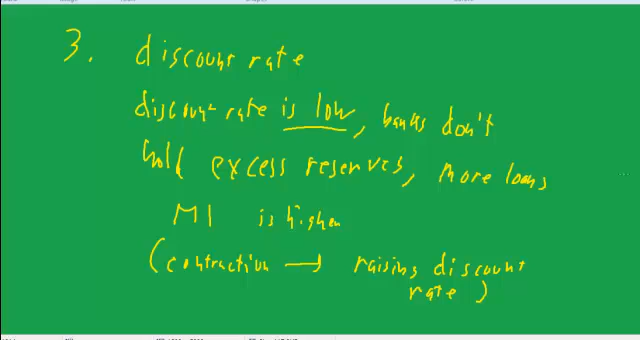 3. discount rate
discount rate is low, banks don't
hold excess reserves, more loans
M1 is higher
(contraction → raising discount
rate)